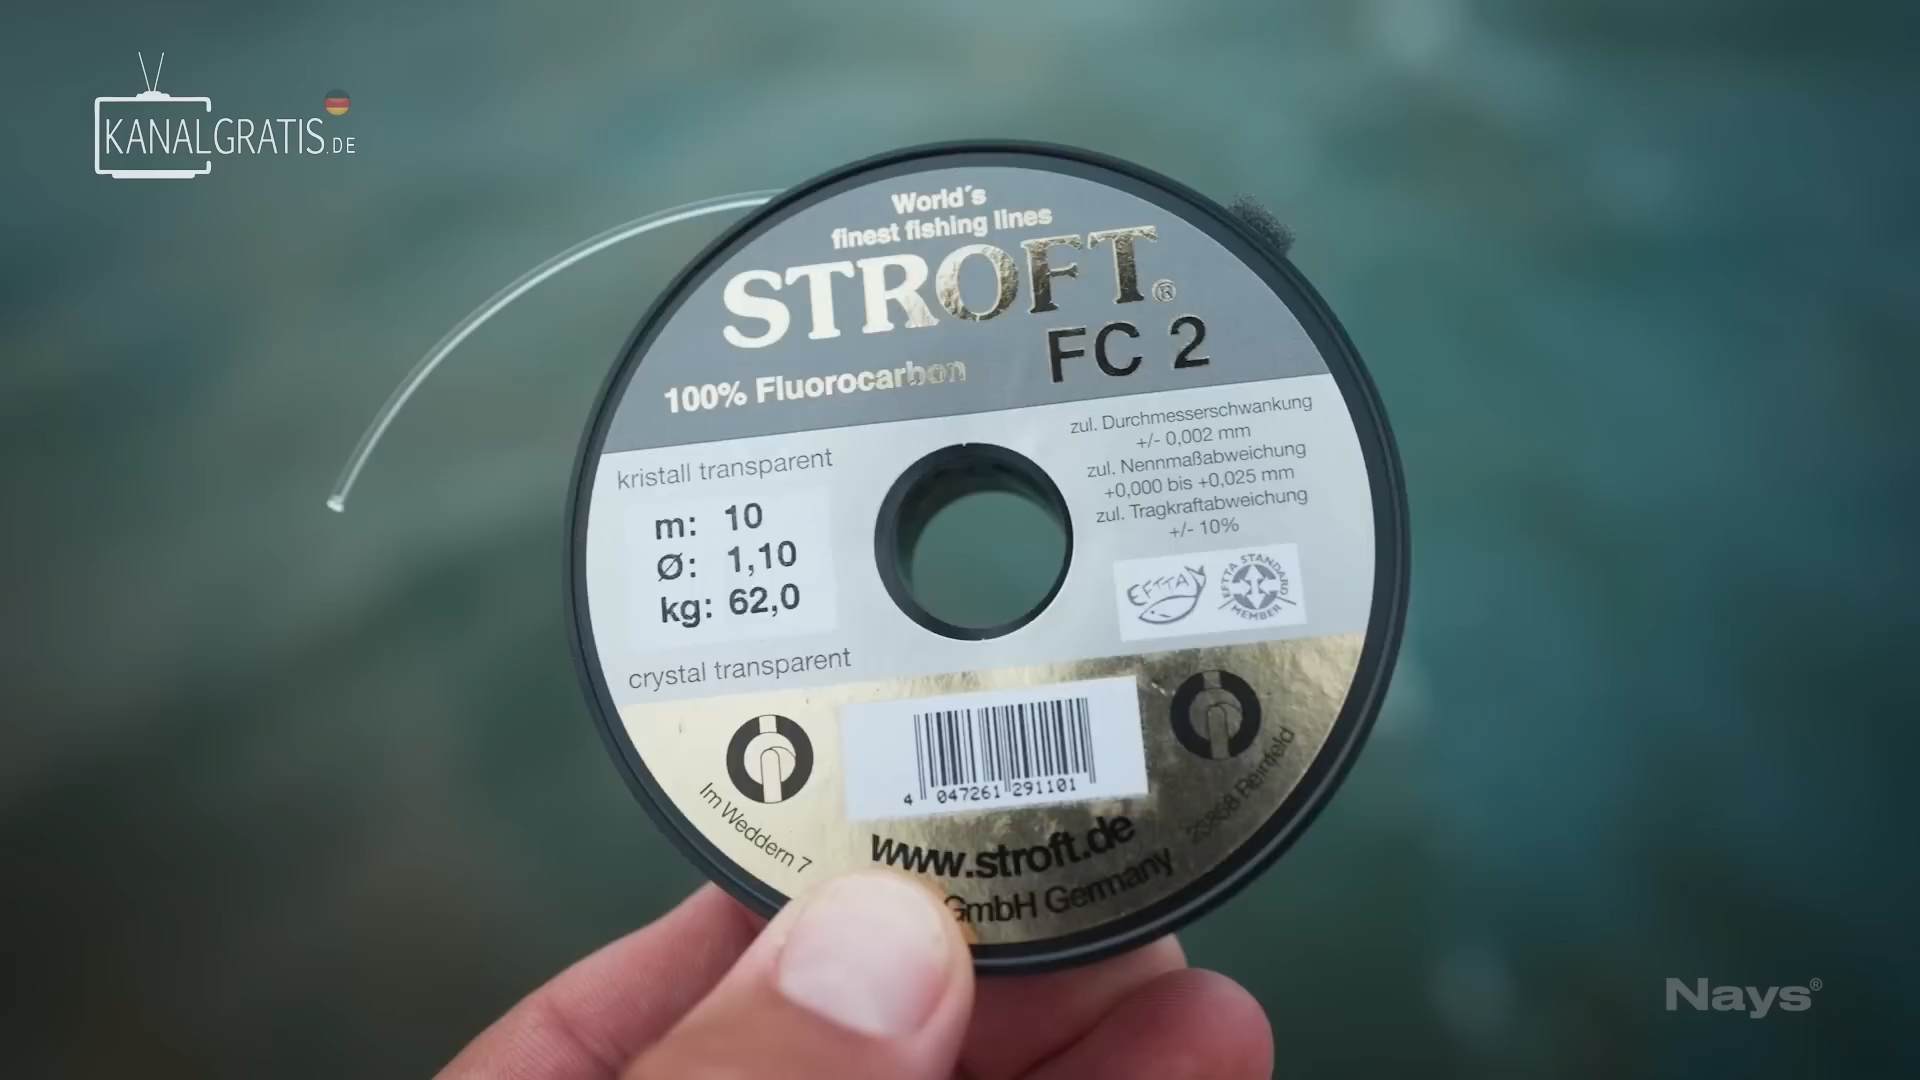 KANALGRATIS.DE
World´s
finest fishing lines
STROFT®
FC 2
100% Fluorocarbon
kristall transparent
m: 10
Ø: 1,10
kg: 62,0
crystal transparent
zul. Durchmesserschwankung
+/- 0,002 mm
zul. Nennmaßabweichung
+0,000 bis +0,025 mm
zul. Tragkraftabweichung
+/- 10%
EFTTA
EFTTA STANDARD
MEMBER
4 047261 291101
Im Weddern 7
23858 Reinfeld
www.stroft.de
GmbH Germany
Nays®